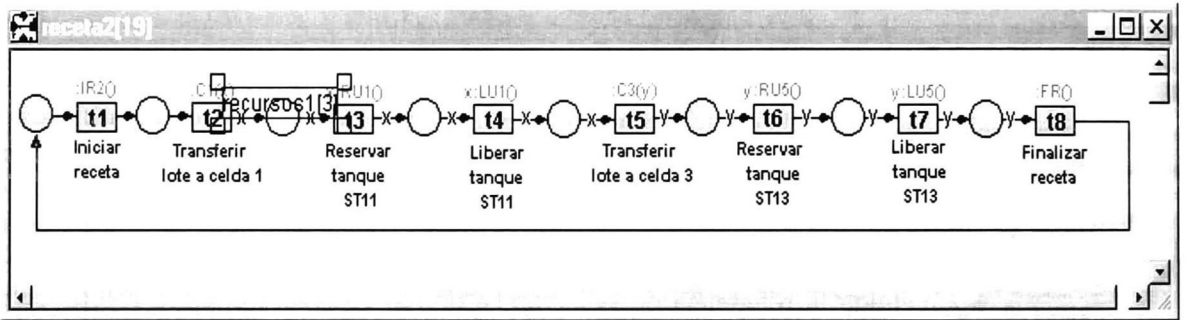 receta2[19]
:IR2() :C1(x) x:RU1() x:LU1() :C3(y) y:RU5() y:LU5() :FR()
recursos1[3]
t1 t2 x x t3 x x t4 x x t5 y y t6 y y t7 y y t8
Iniciar Transferir Reservar Liberar Transferir Reservar Liberar Finalizar
receta lote a celda 1 tanque tanque lote a celda 3 tanque tanque receta
ST11 ST11 ST13 ST13